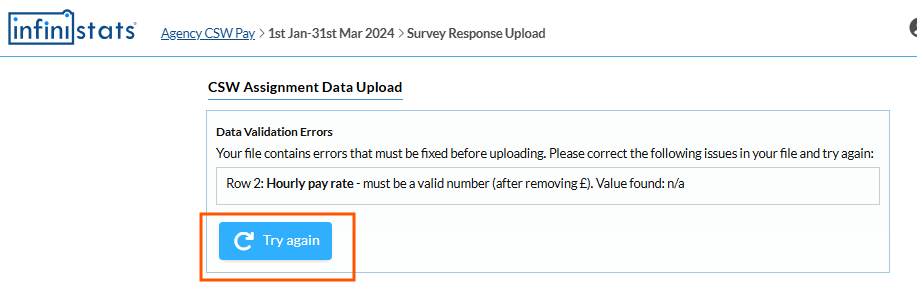 infinistats
Agency CSW Pay > 1st Jan-31st Mar 2024 > Survey Response Upload
CSW Assignment Data Upload
Data Validation Errors
Your file contains errors that must be fixed before uploading. Please correct the following issues in your file and try again:
Row 2: Hourly pay rate - must be a valid number (after removing £). Value found: n/a
Try again